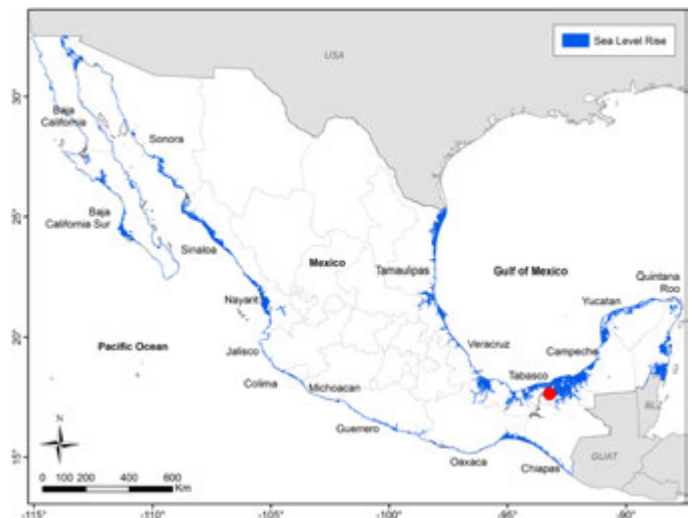 Sea Level Rise
USA
30°
25°
20°
15°
Baja
California
Sonora
Baja
California Sur
Sinaloa
Mexico
Tamaulipas
Gulf of Mexico
Quintana
Roo
Nayarit
Yucatan
Pacific Ocean
Jalisco
Veracruz
Campeche
Colima
Michoacan
Tabasco
BLZ
Guerrero
N
Oaxaca
Chiapas
GUAT
0 100 200 400 600
Km
-115° -110° -105° -100° -95° -90°